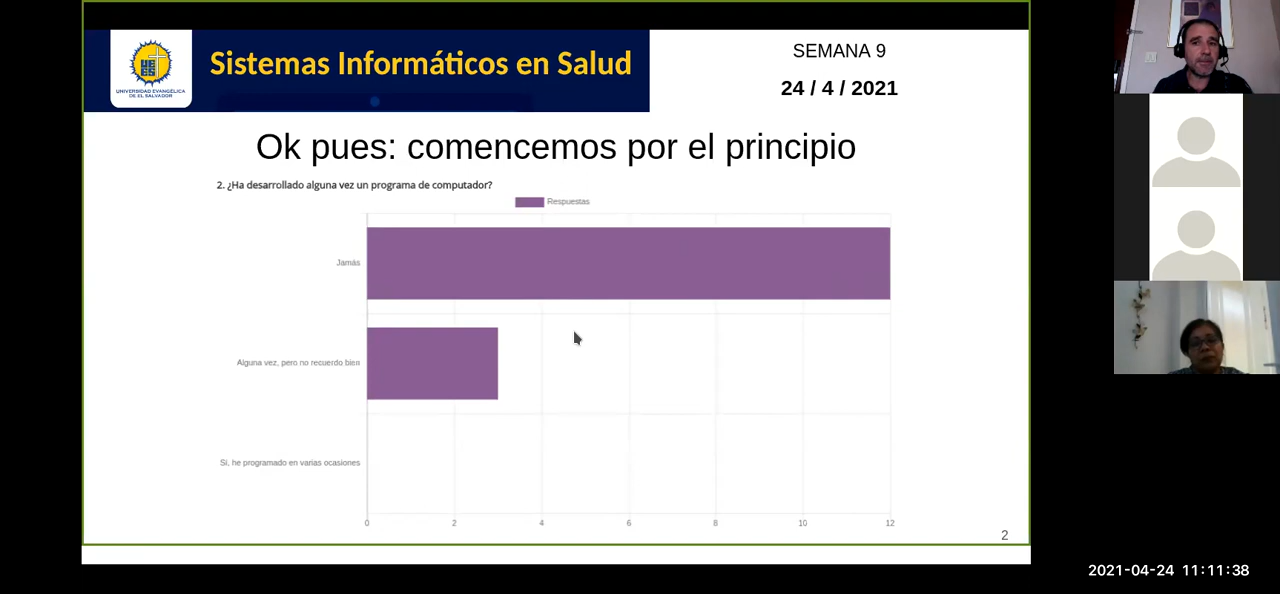 Sistemas Informáticos en Salud
UNIVERSIDAD EVANGÉLICA
DE EL SALVADOR
SEMANA 9
24 / 4 / 2021
Ok pues: comencemos por el principio
2. ¿Ha desarrollado alguna vez un programa de computador?
Respuestas
Jamás
Alguna vez, pero no recuerdo bien
Sí, he programado en varias ocasiones
0 2 4 6 8 10 12
2
2021-04-24 11:11:38